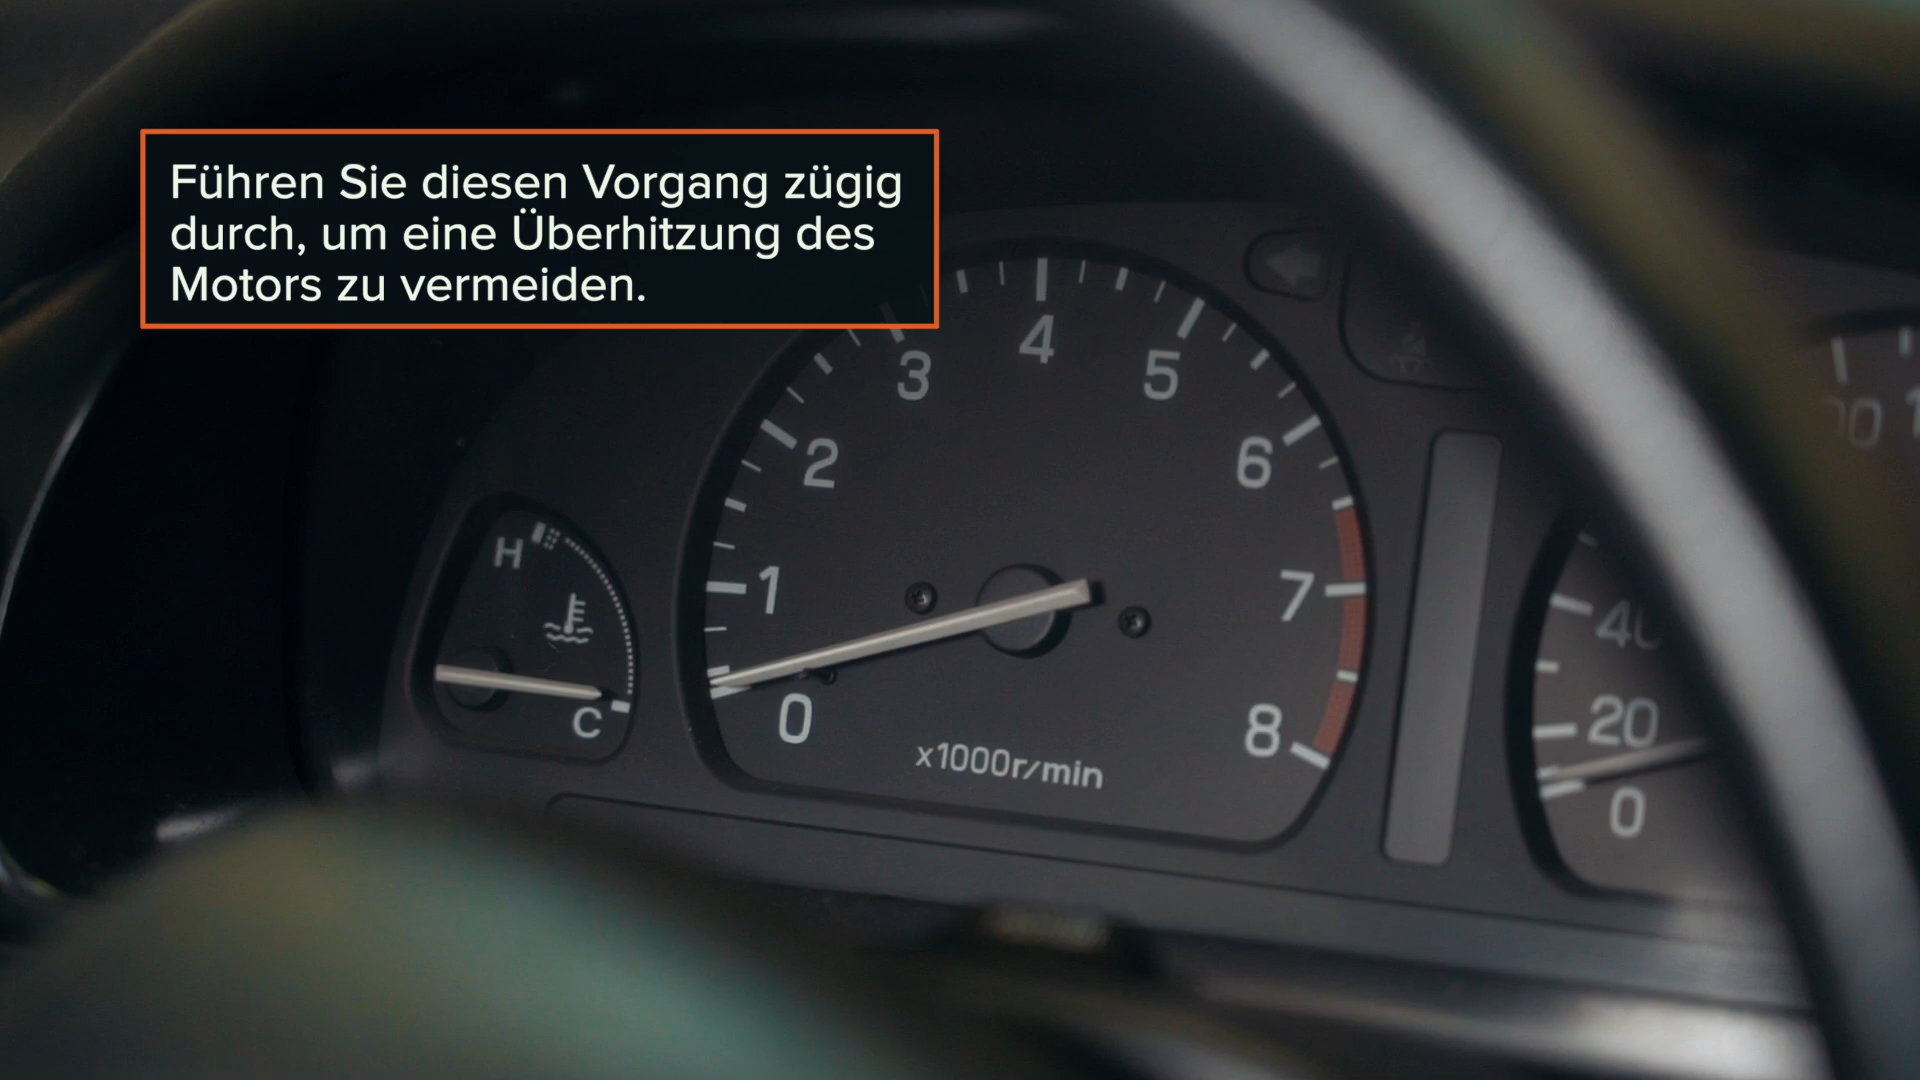 Führen Sie diesen Vorgang zügig
durch, um eine Überhitzung des
Motors zu vermeiden.
3
4
5
2
6
1
7
0
8
x1000r/min
H
C
40
20
0